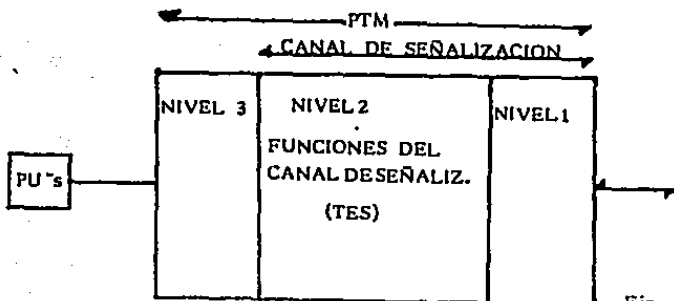 PTM
CANAL DE SEÑALIZACION
NIVEL 3
NIVEL 2
NIVEL 1
FUNCIONES DEL
CANAL DE SEÑALIZ.
(TES)
PU~s